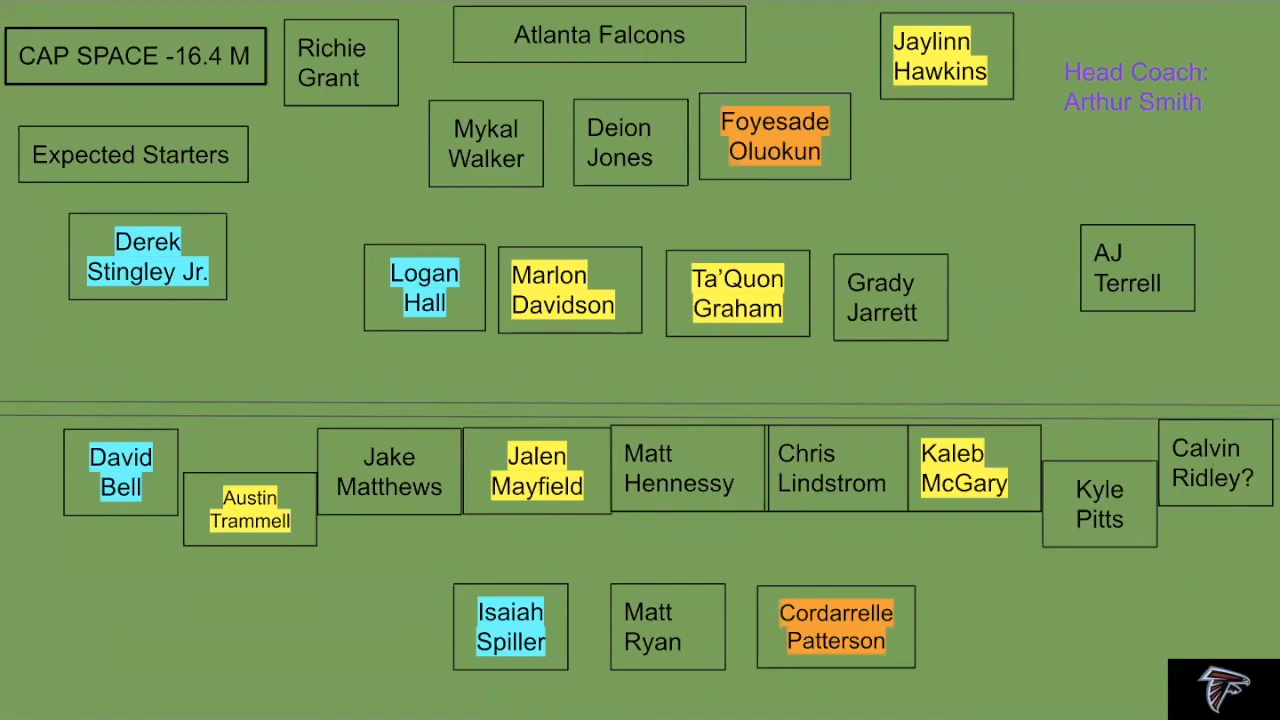 CAP SPACE -16.4 M
Richie
Grant
Atlanta Falcons
Jaylinn
Hawkins
Head Coach:
Arthur Smith
Expected Starters
Mykal
Walker
Deion
Jones
Foyesade
Oluokun
Derek
Stingley Jr.
Logan
Hall
Marlon
Davidson
Ta’Quon
Graham
Grady
Jarrett
AJ
Terrell
David
Bell
Austin
Trammell
Jake
Matthews
Jalen
Mayfield
Matt
Hennessy
Chris
Lindstrom
Kaleb
McGary
Kyle
Pitts
Calvin
Ridley?
Isaiah
Spiller
Matt
Ryan
Cordarrelle
Patterson